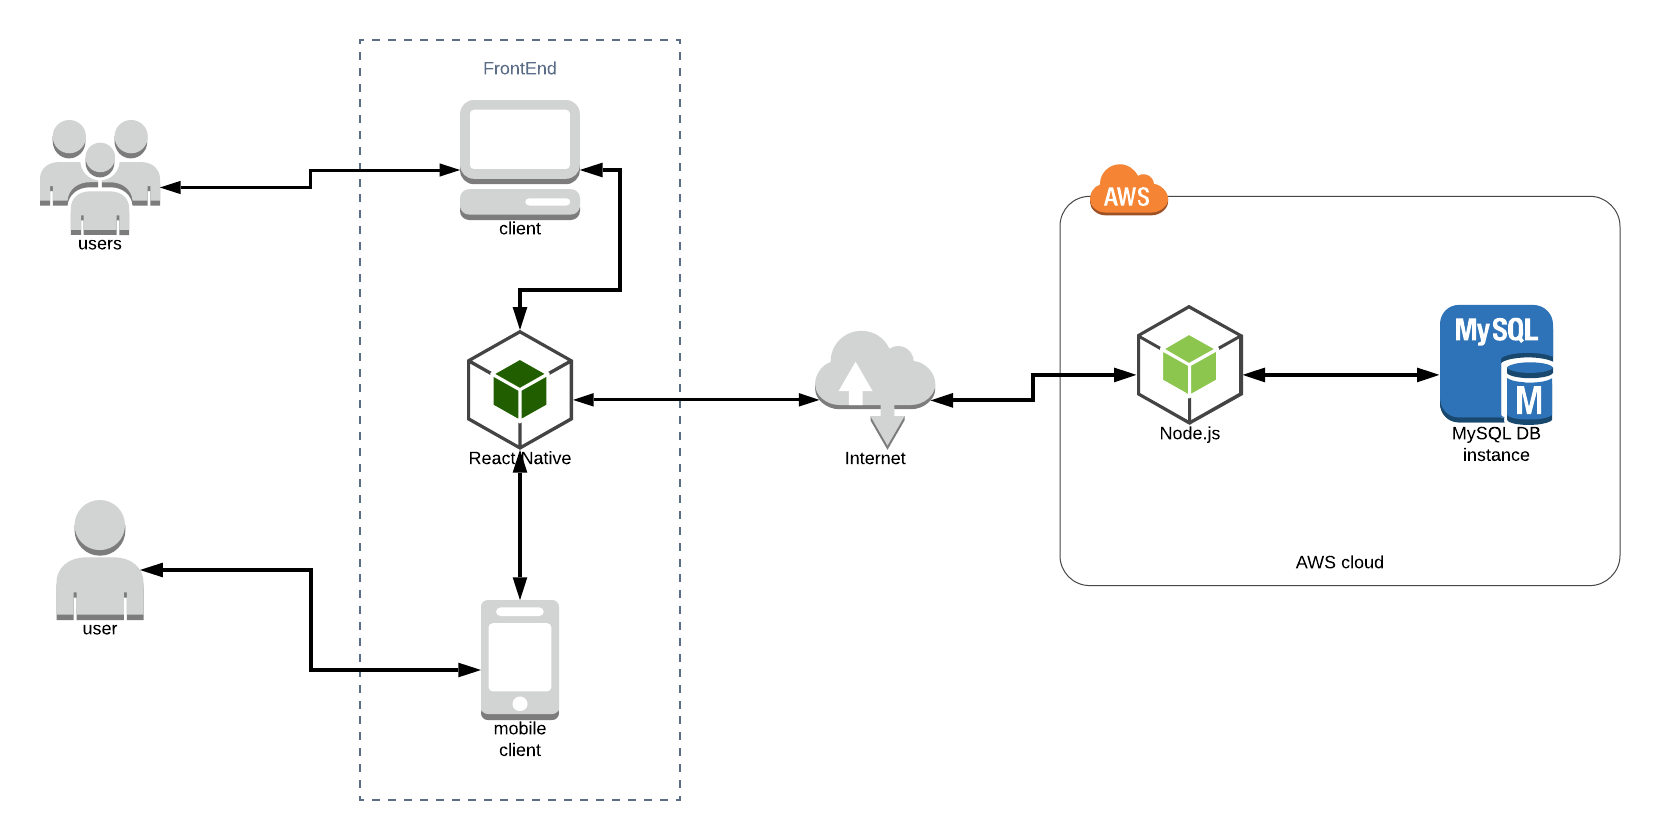 FrontEnd
users
client
AWS
React Native
Internet
Node.js
MySQL
M
MySQL DB
instance
AWS cloud
user
mobile
client